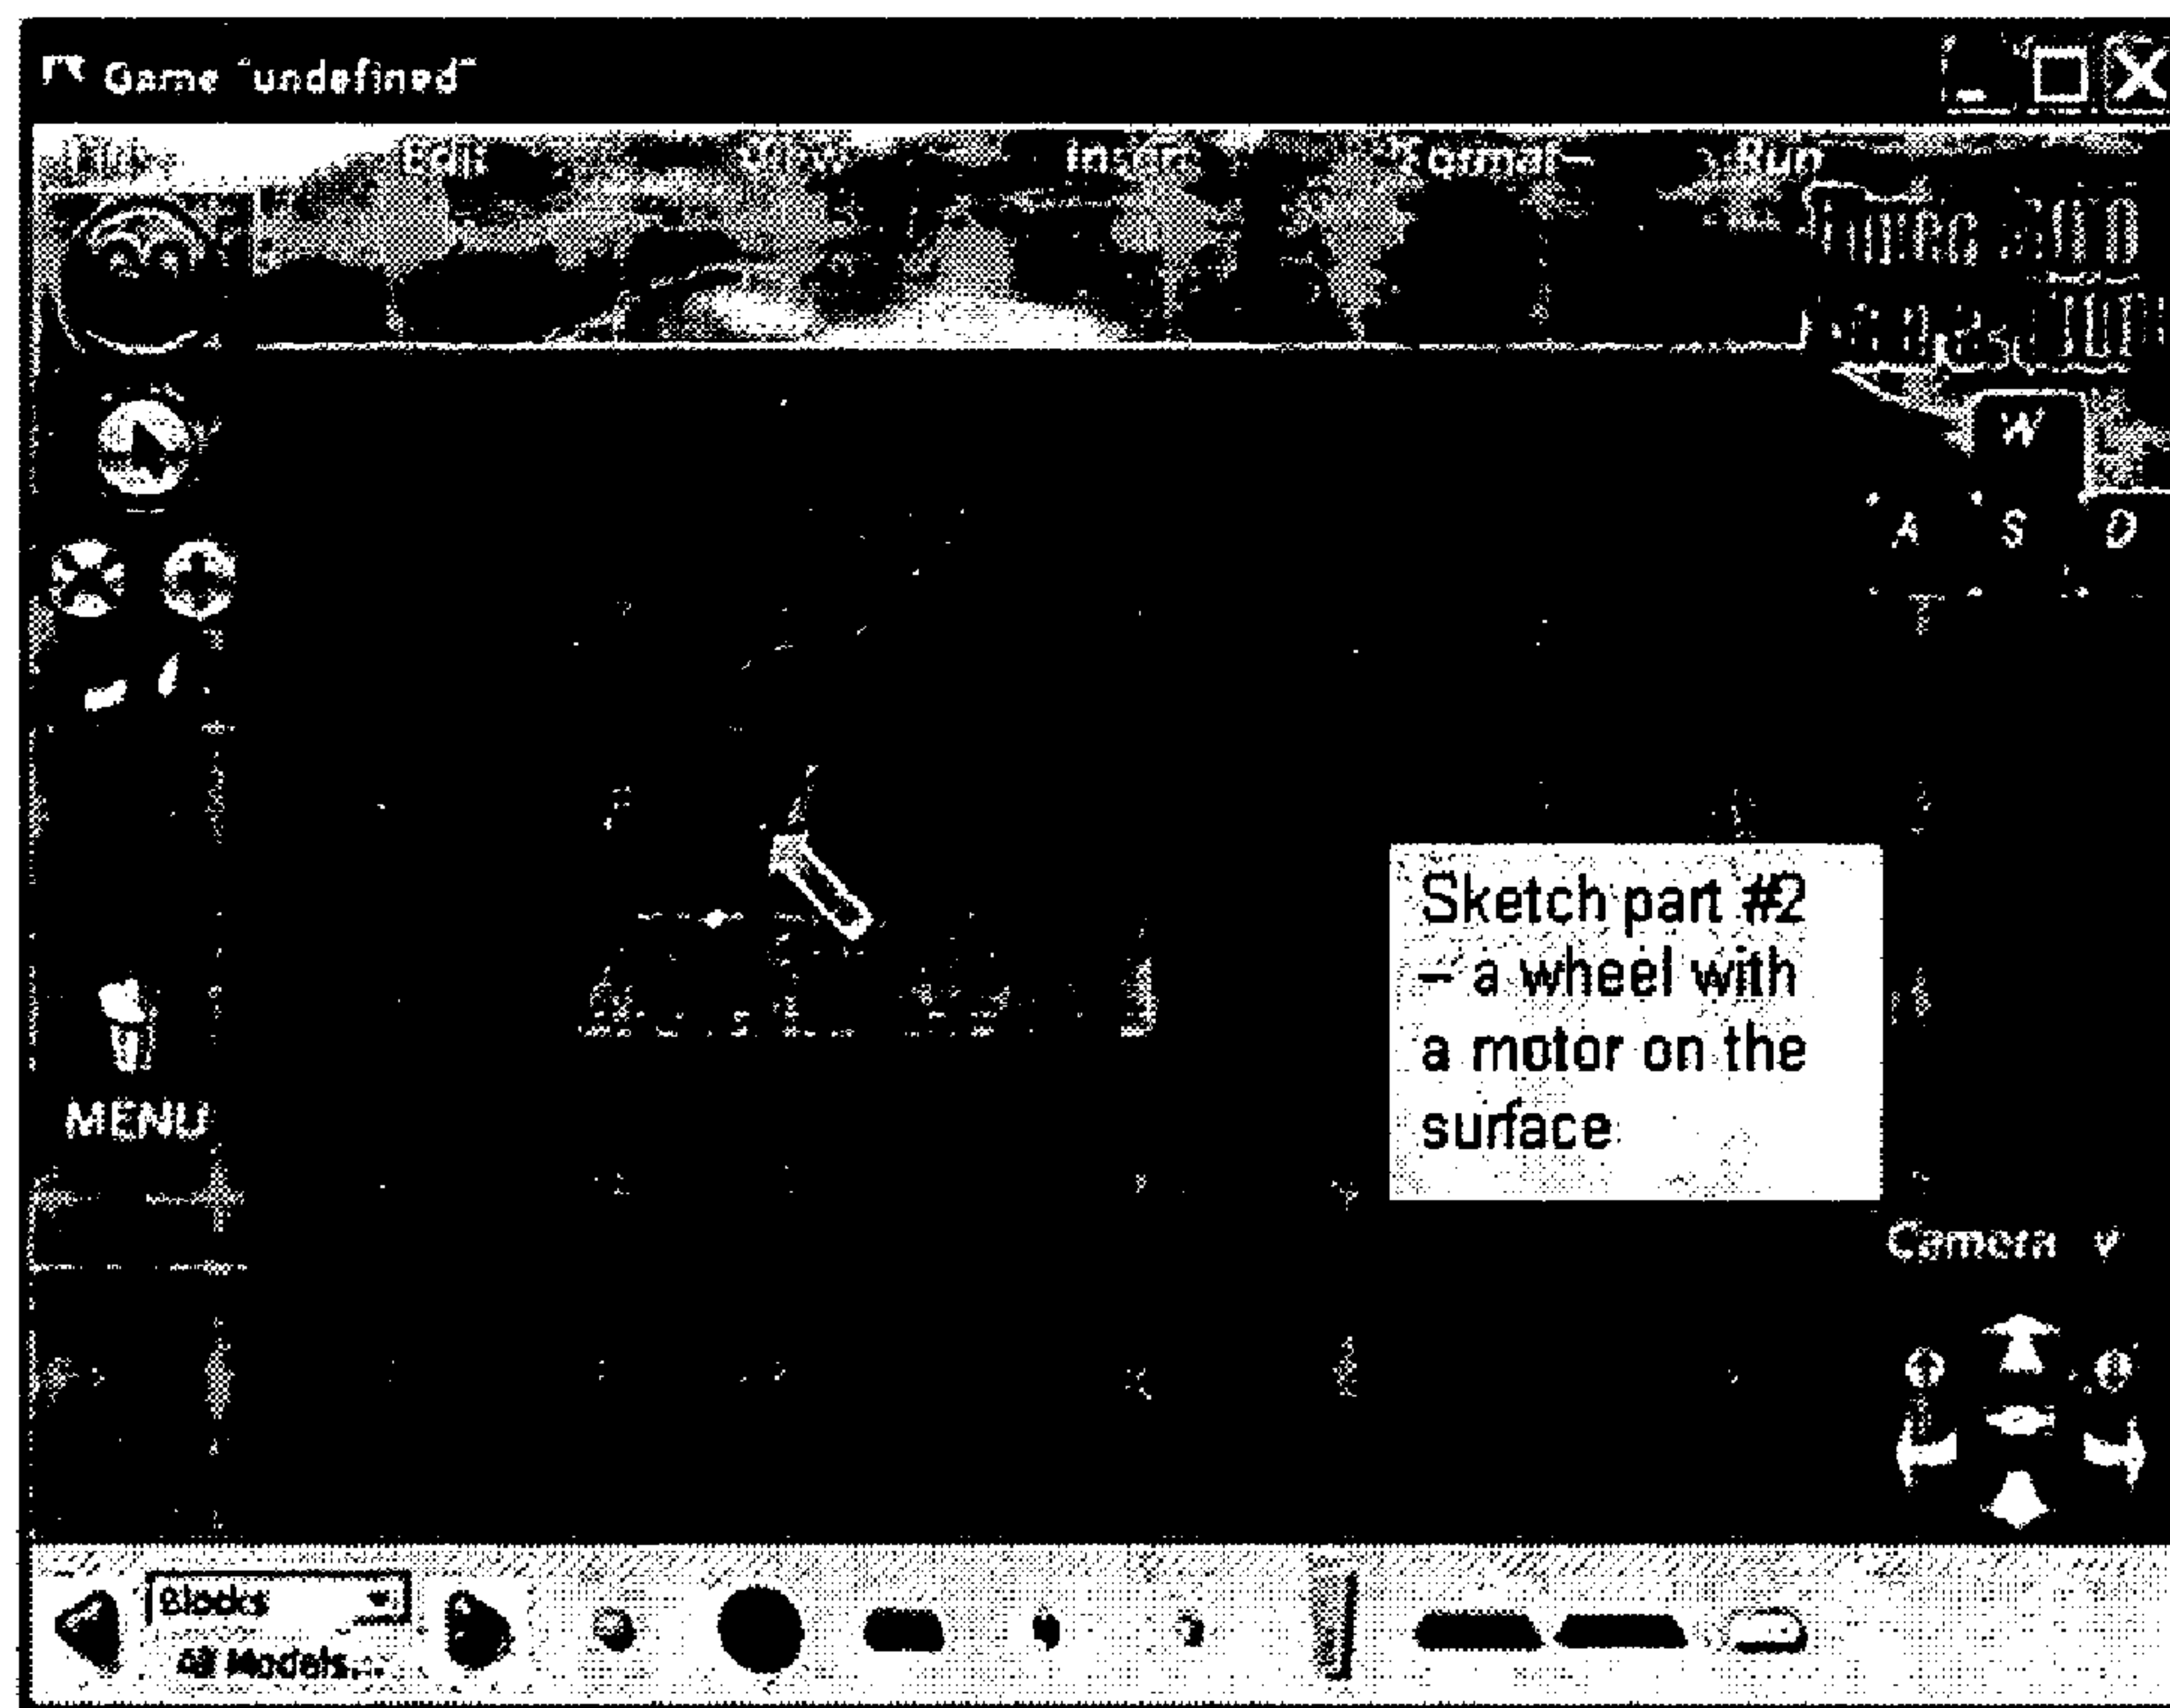 Game "undefined"
Edit
Insert
Format
Run
W
A S D
Sketch part #2
– a wheel with
a motor on the
surface
MENU
Camera
Blocks
All Models...